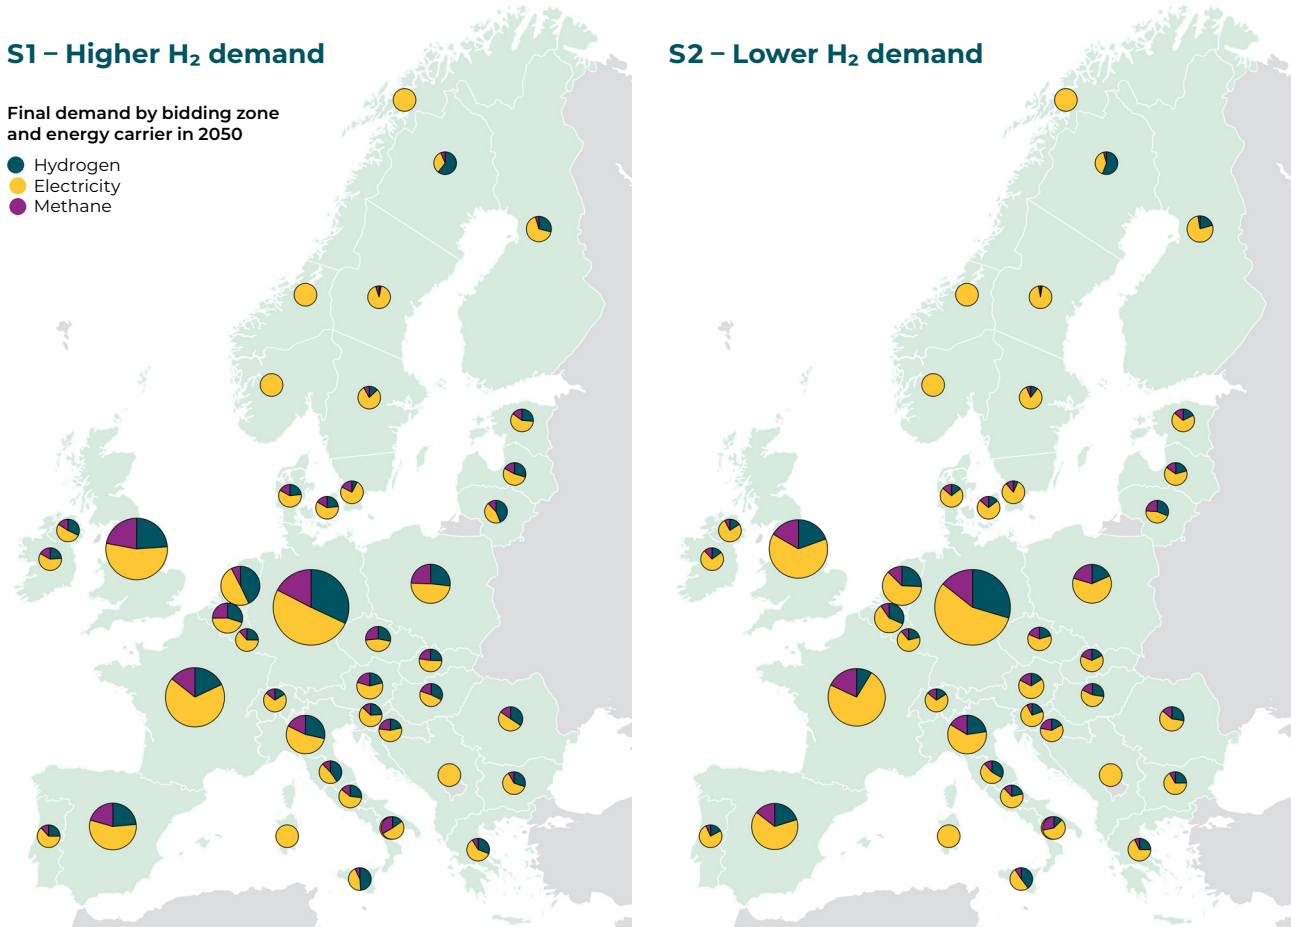 S1 – Higher H₂ demand
Final demand by bidding zone
and energy carrier in 2050
Hydrogen
Electricity
Methane
S2 – Lower H₂ demand